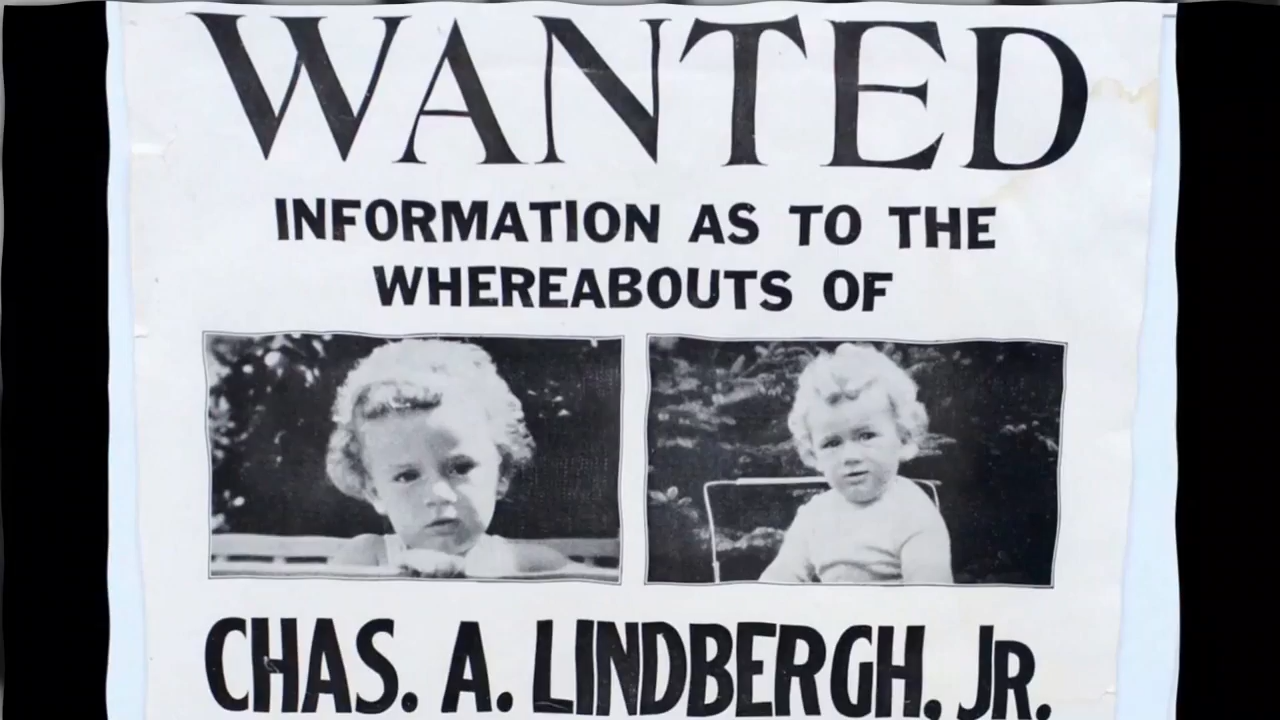 WANTED
INFORMATION AS TO THE
WHEREABOUTS OF
CHAS. A. LINDBERGH, JR.